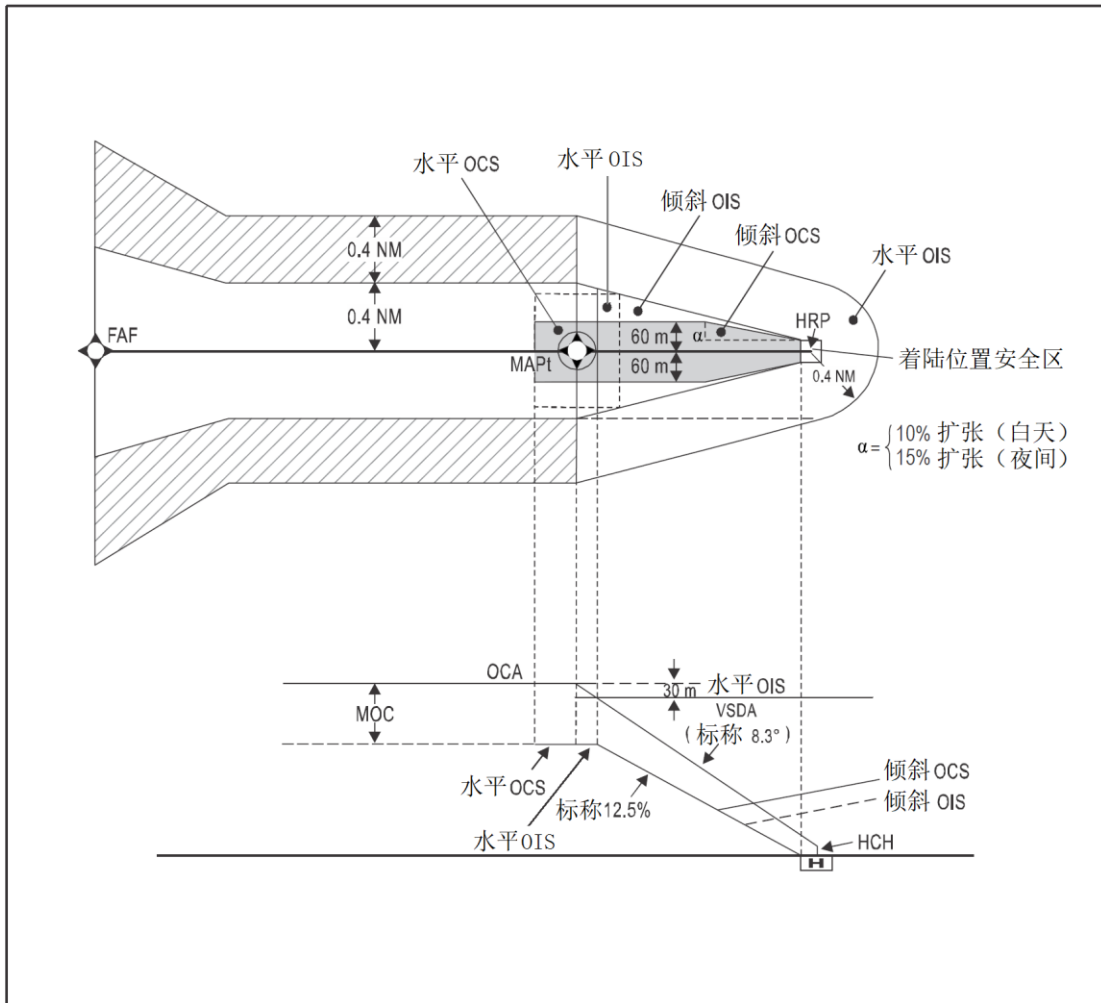 水平 OCS
水平 OIS
倾斜 OIS
倾斜 OCS
水平 OIS
0.4 NM
0.4 NM
FAF
MAPt
60 m
60 m
α
HRP
0.4 NM
着陆位置安全区
α=
10% 扩张（白天）
15% 扩张（夜间）
OCA
MOC
30 m
水平 OIS
VSDA
(标称 8.3°)
水平 OCS
标称12.5%
水平OIS
倾斜 OCS
倾斜 OIS
HCH
H